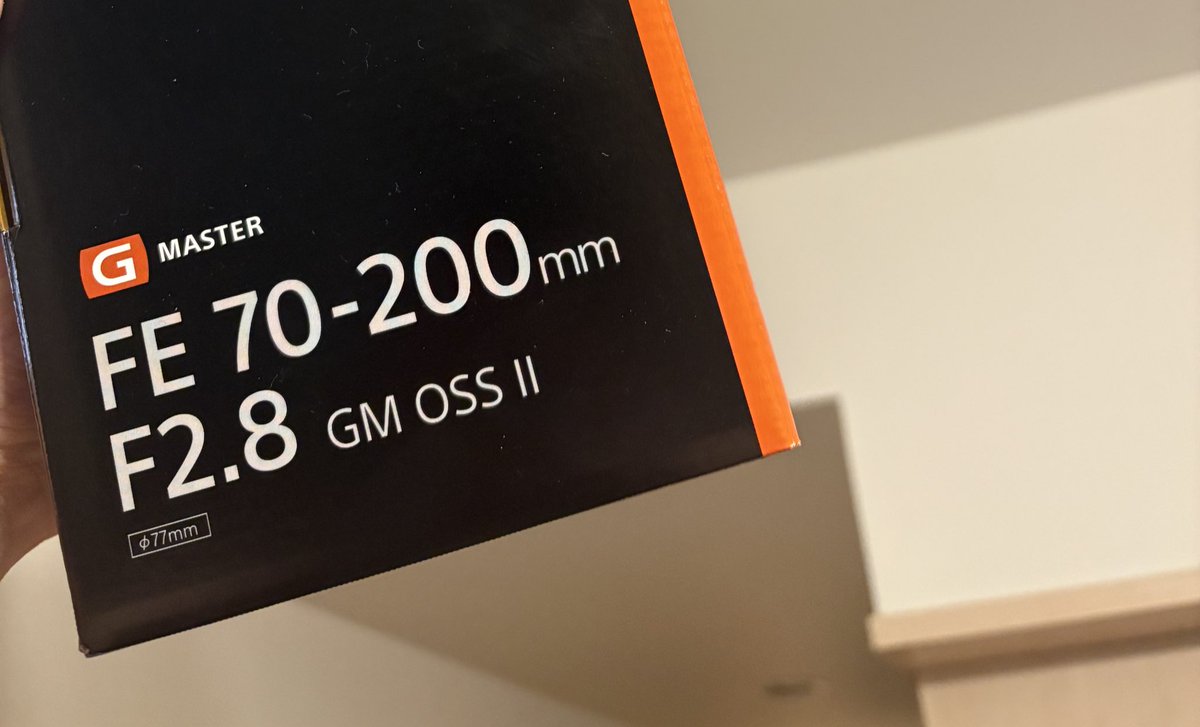 G MASTER
FE 70-200mm
F2.8 GM OSS II
ϕ77mm